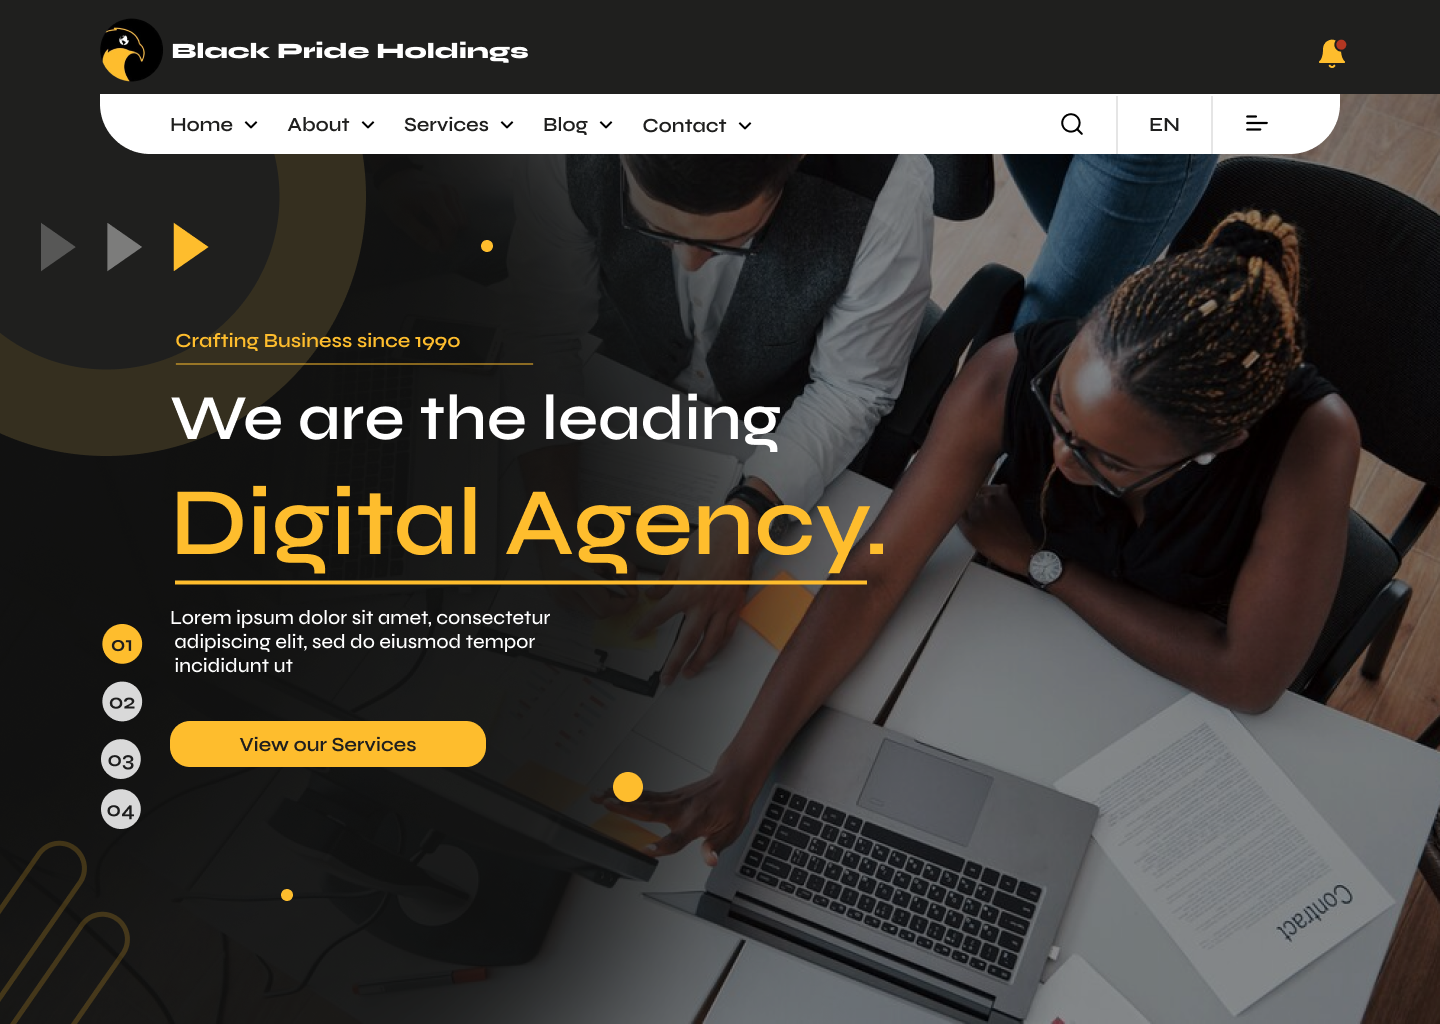 Black Pride Holdings
Home
About
Services
Blog
Contact
EN
Crafting Business since 1990
We are the leading
Digital Agency.
Lorem ipsum dolor sit amet, consectetur
adipiscing elit, sed do eiusmod tempor
incididunt ut
01
02
03
04
View our Services
Contract